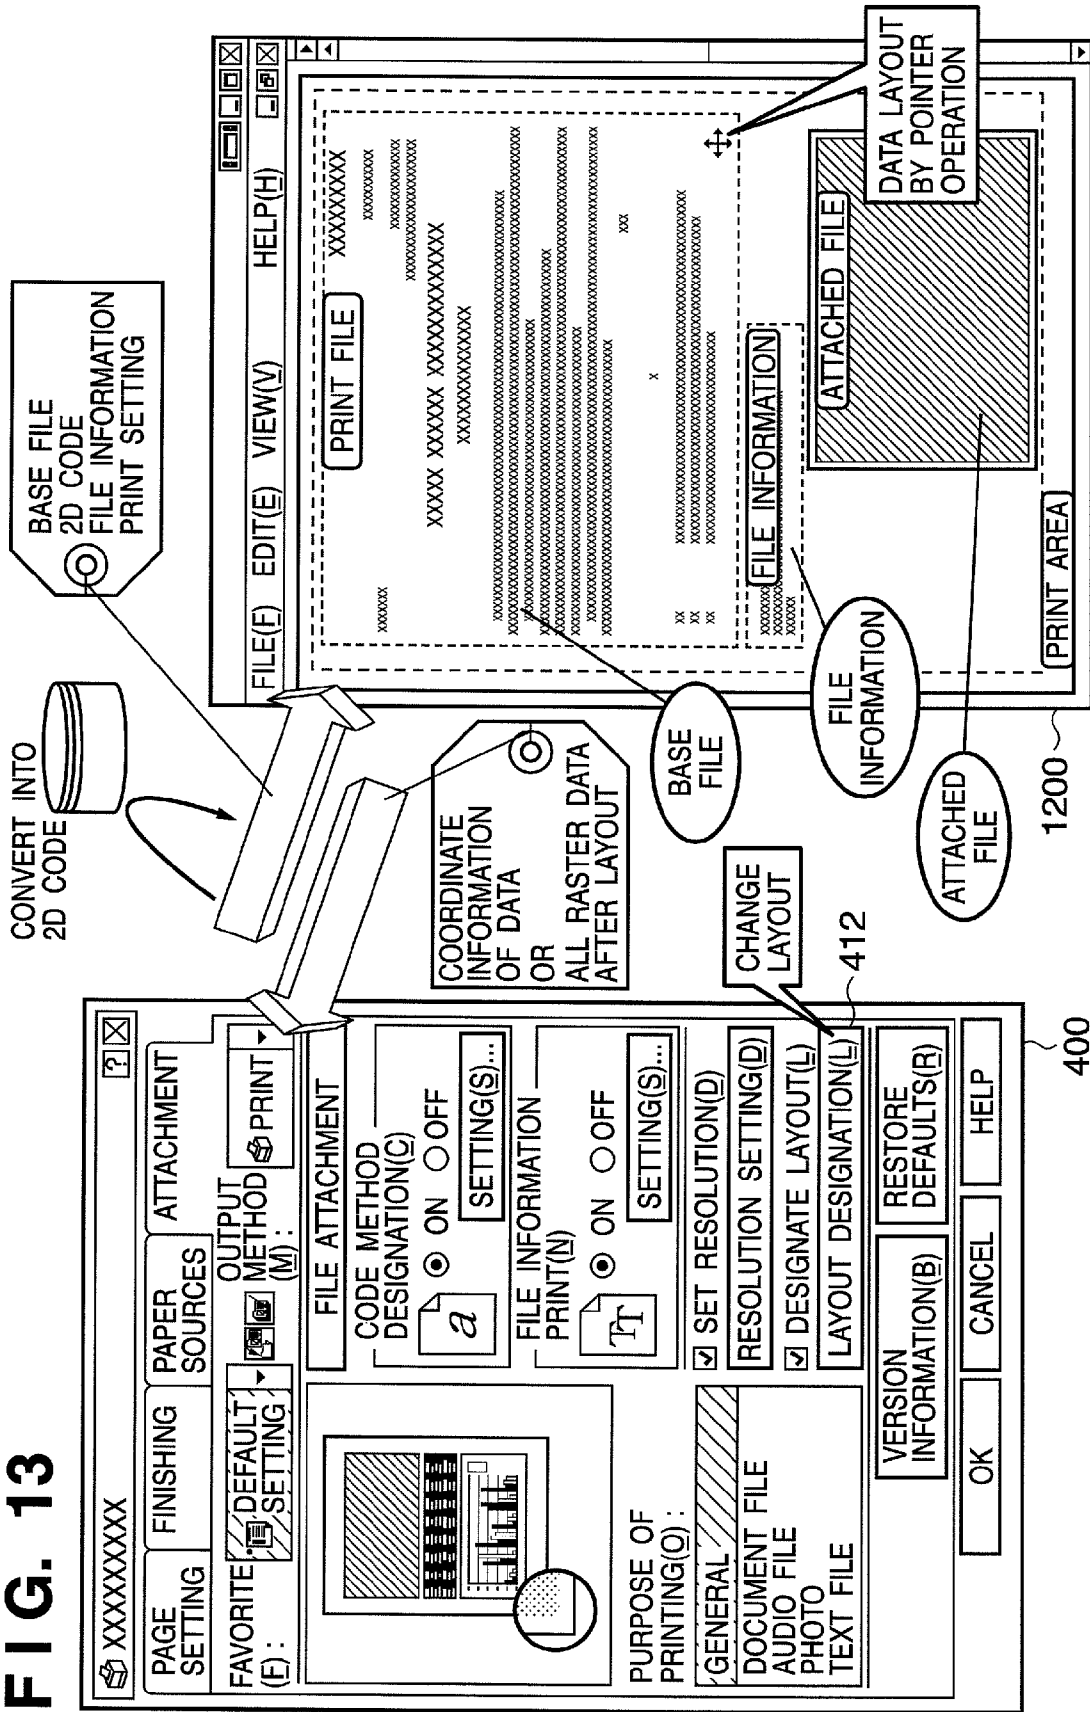 FIG. 13
XXXXXXXX
?
PAGE
SETTING
FINISHING
PAPER
SOURCES
ATTACHMENT
FAVORITE
(F) :
DEFAULT
SETTING
OUTPUT
METHOD
(M) :
PRINT
FILE ATTACHMENT
CODE METHOD
DESIGNATION(C)
a
ON
OFF
SETTING(S)...
FILE INFORMATION
PRINT(N)
TT
ON
OFF
SETTING(S)...
SET RESOLUTION(D)
RESOLUTION SETTING(D)
DESIGNATE LAYOUT(L)
LAYOUT DESIGNATION(L)
PURPOSE OF
PRINTING(O) :
GENERAL
DOCUMENT FILE
AUDIO FILE
PHOTO
TEXT FILE
VERSION
INFORMATION(B)
RESTORE
DEFAULTS(R)
OK
CANCEL
HELP
400
412
CHANGE
LAYOUT
CONVERT INTO
2D CODE
COORDINATE
INFORMATION
OF DATA
OR
ALL RASTER DATA
AFTER LAYOUT
BASE FILE
2D CODE
FILE INFORMATION
PRINT SETTING
FILE(F)
EDIT(E)
VIEW(V)
HELP(H)
PRINT FILE
XXXXXXXXX
XXXXX XXXXXX XXXXXXXXXXX
FILE INFORMATION
ATTACHED FILE
PRINT AREA
DATA LAYOUT
BY POINTER
OPERATION
BASE
FILE
FILE
INFORMATION
ATTACHED
FILE
1200